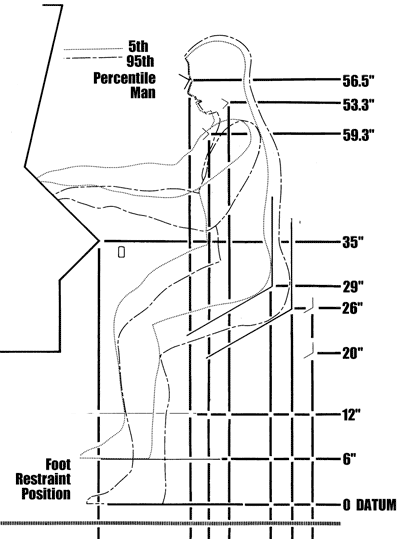 5th
95th
Percentile
Man
56.5"
53.3"
59.3"
35"
29"
26"
20"
12"
6"
Foot
Restraint
Position
0 DATUM